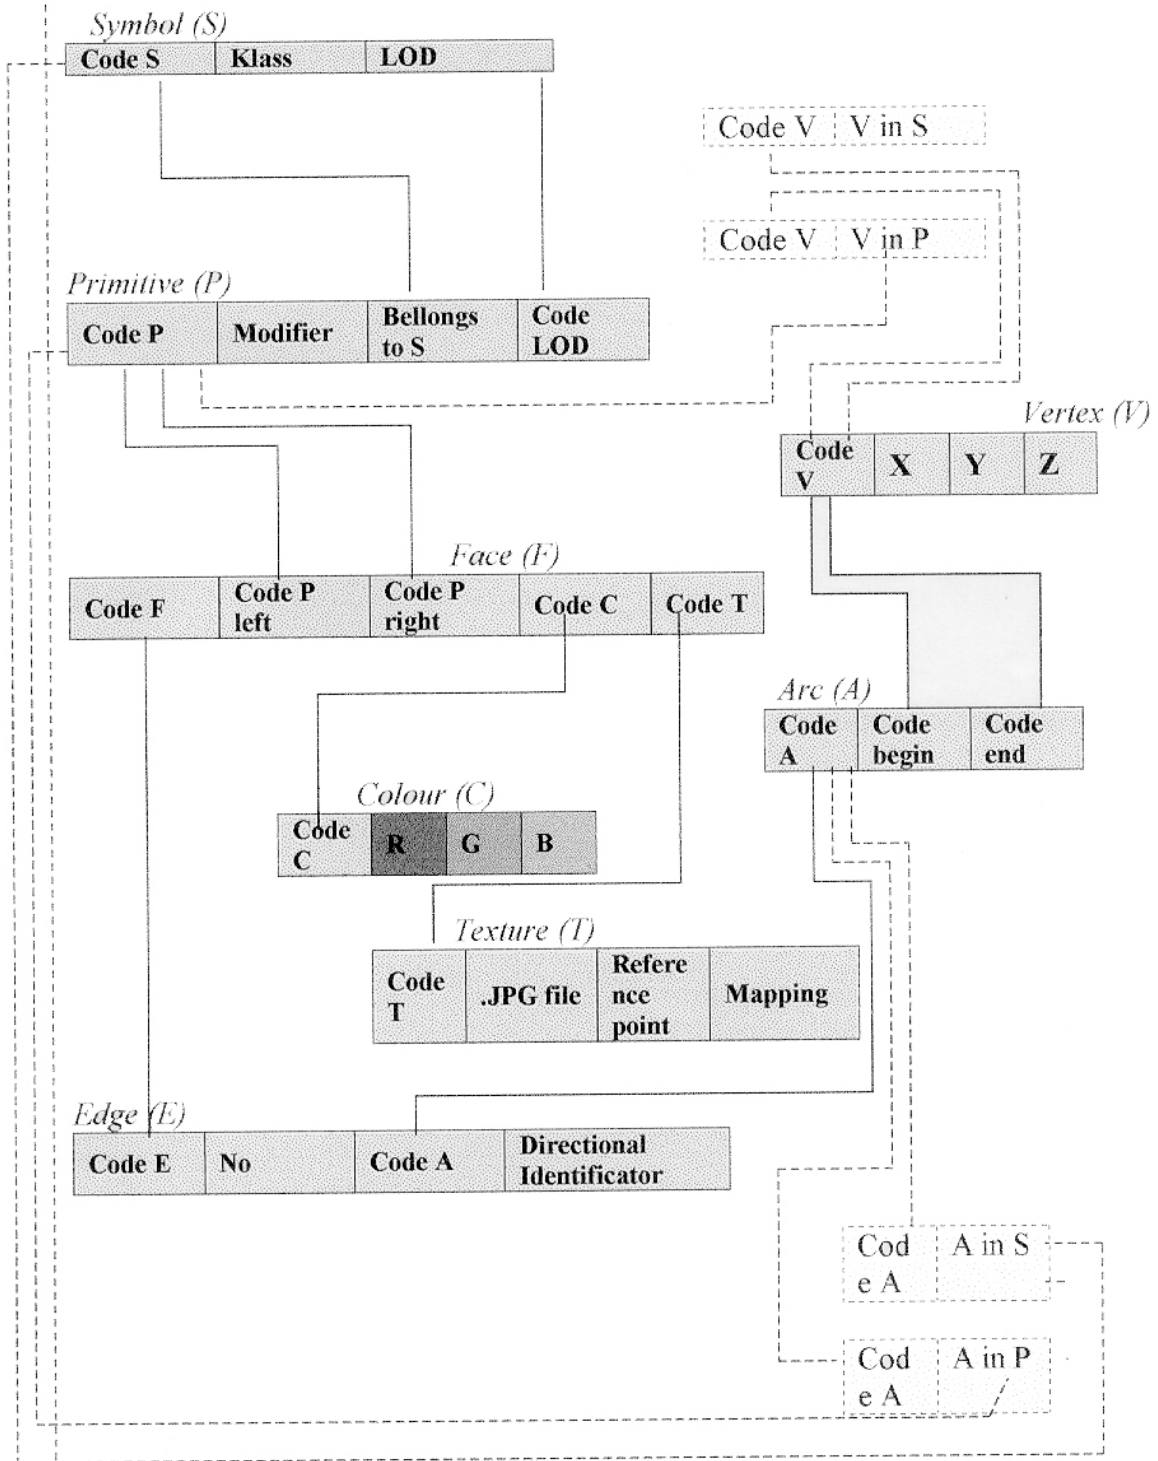 Symbol (S)
Code S Klass LOD
Code V V in S
Code V V in P
Primitive (P)
Code P Modifier Bellongs to S Code LOD
Vertex (V)
Code V X Y Z
Face (F)
Code F Code P left Code P right Code C Code T
Arc (A)
Code A Code begin Code end
Colour (C)
Code C R G B
Texture (T)
Code T .JPG file Refere nce point Mapping
Edge (E)
Code E No Code A Directional Identificator
Cod e A A in S
Cod e A A in P